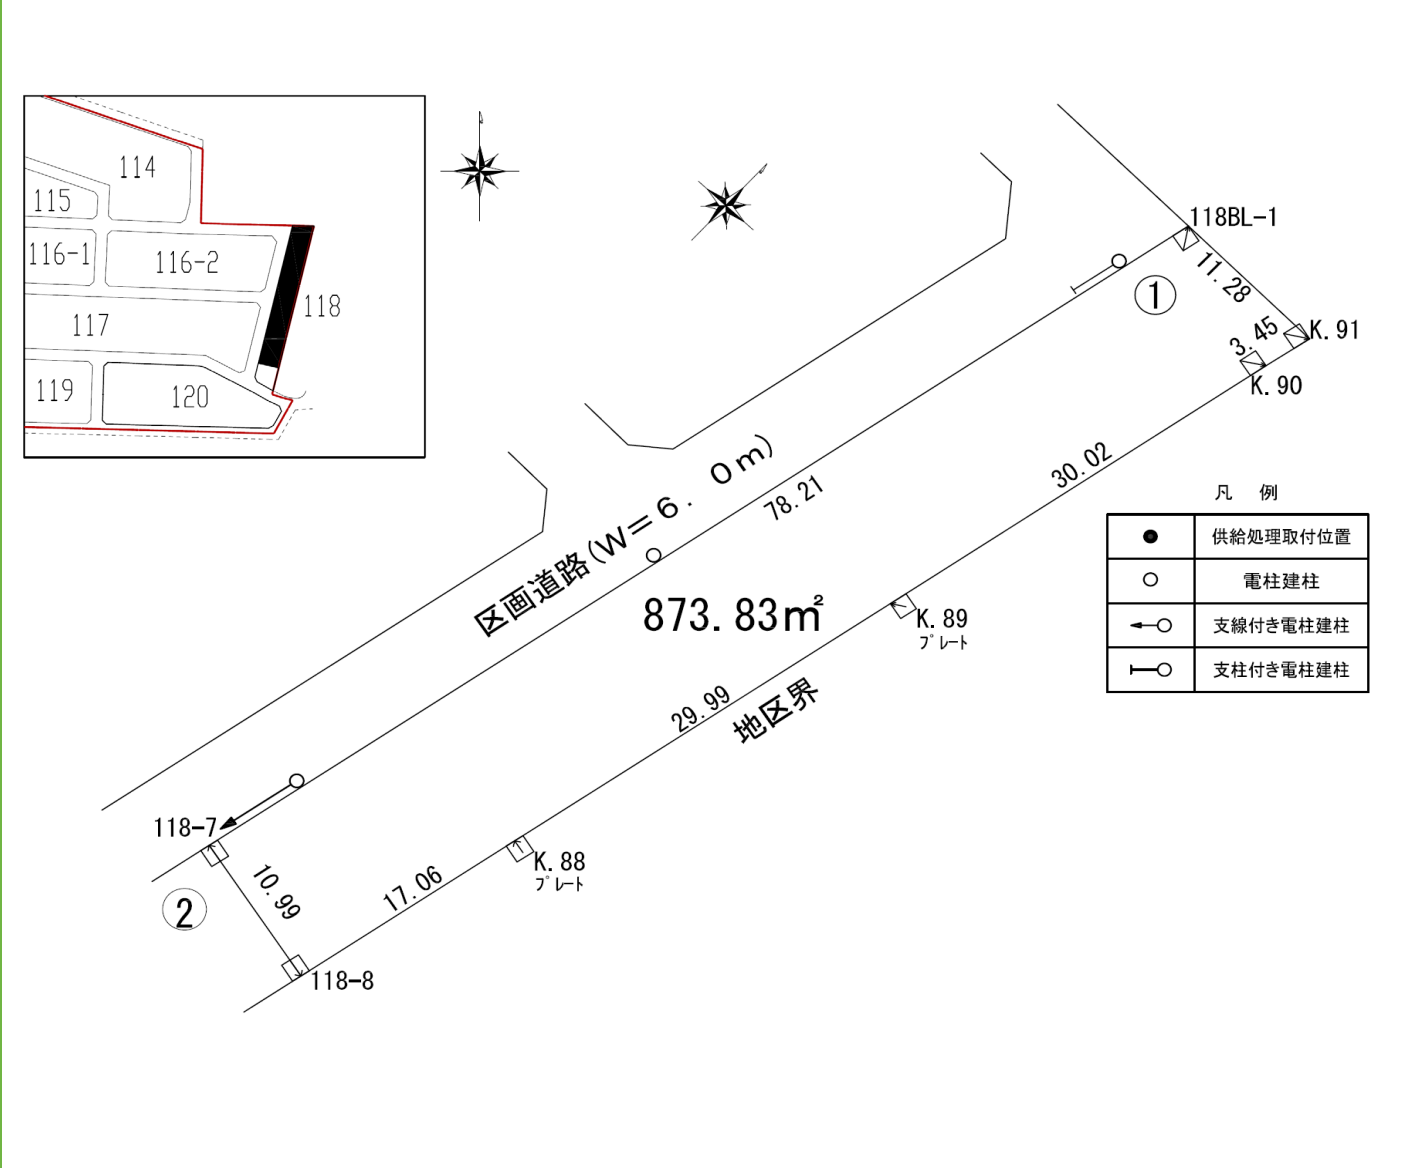 114
115
116-1
116-2
118
117
119
120
118BL-1
①
11.28
3.45
K.91
K.90
区画道路(W=6.0m)
78.21
30.02
873.83㎡
K.89
プレート
29.99
地区界
118-7
10.99
②
17.06
K.88
プレート
118-8
凡 例
供給処理取付位置
電柱建柱
支線付き電柱建柱
支柱付き電柱建柱